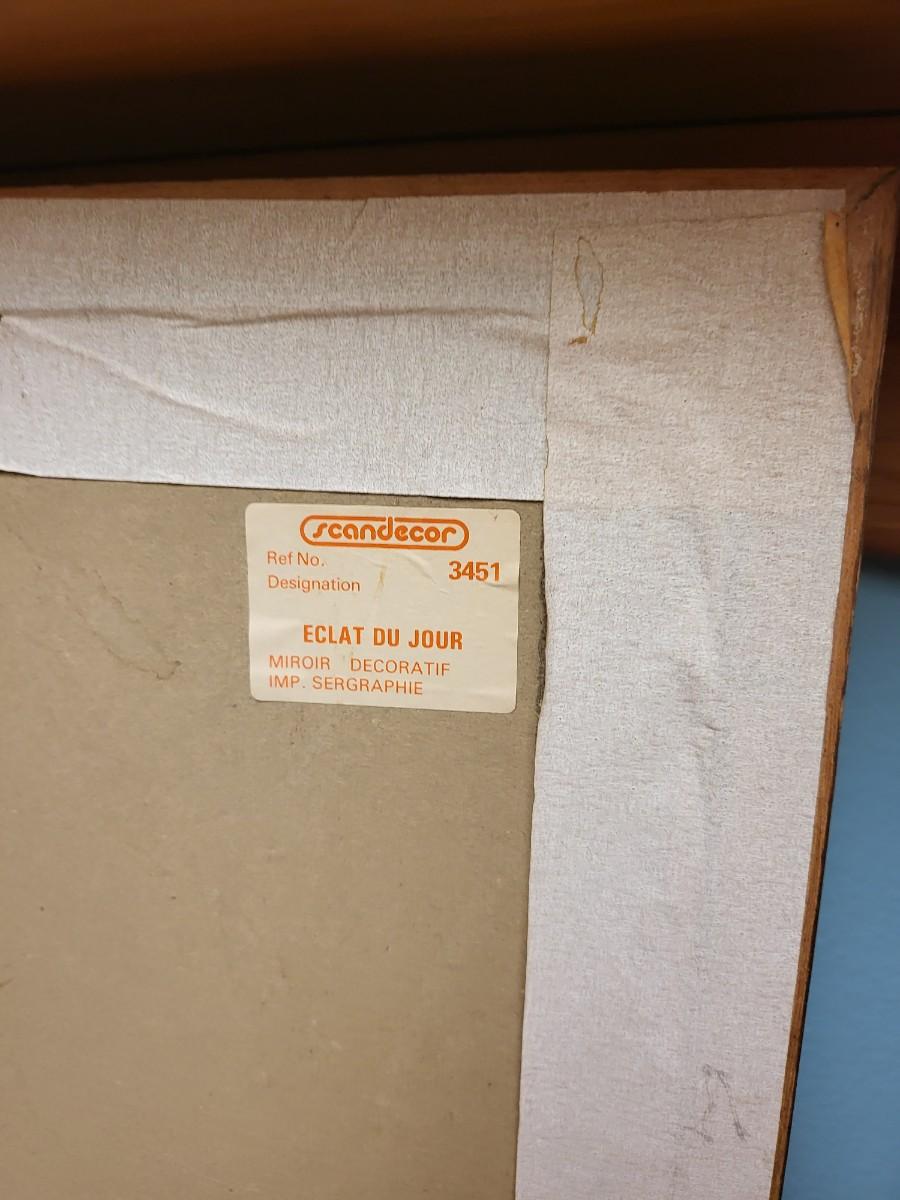 scandecor
Ref No. 3451
Designation
ECLAT DU JOUR
MIROIR DECORATIF
IMP. SERGRAPHIE